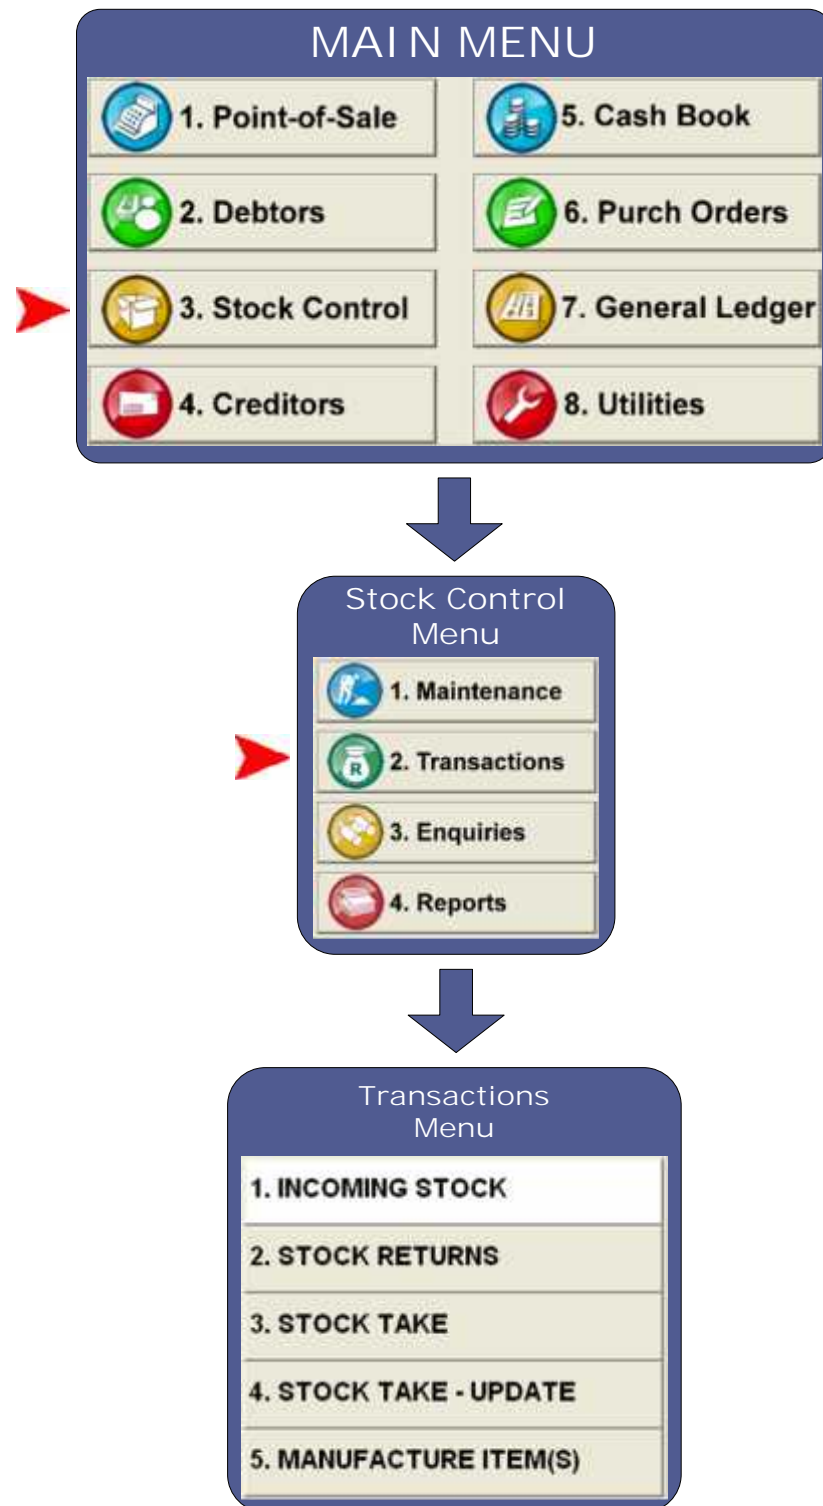 MAIN MENU
1. Point-of-Sale
5. Cash Book
2. Debtors
6. Purch Orders
3. Stock Control
7. General Ledger
4. Creditors
8. Utilities
Stock Control
Menu
1. Maintenance
R
2. Transactions
3. Enquiries
4. Reports
Transactions
Menu
1. INCOMING STOCK
2. STOCK RETURNS
3. STOCK TAKE
4. STOCK TAKE - UPDATE
5. MANUFACTURE ITEM(S)